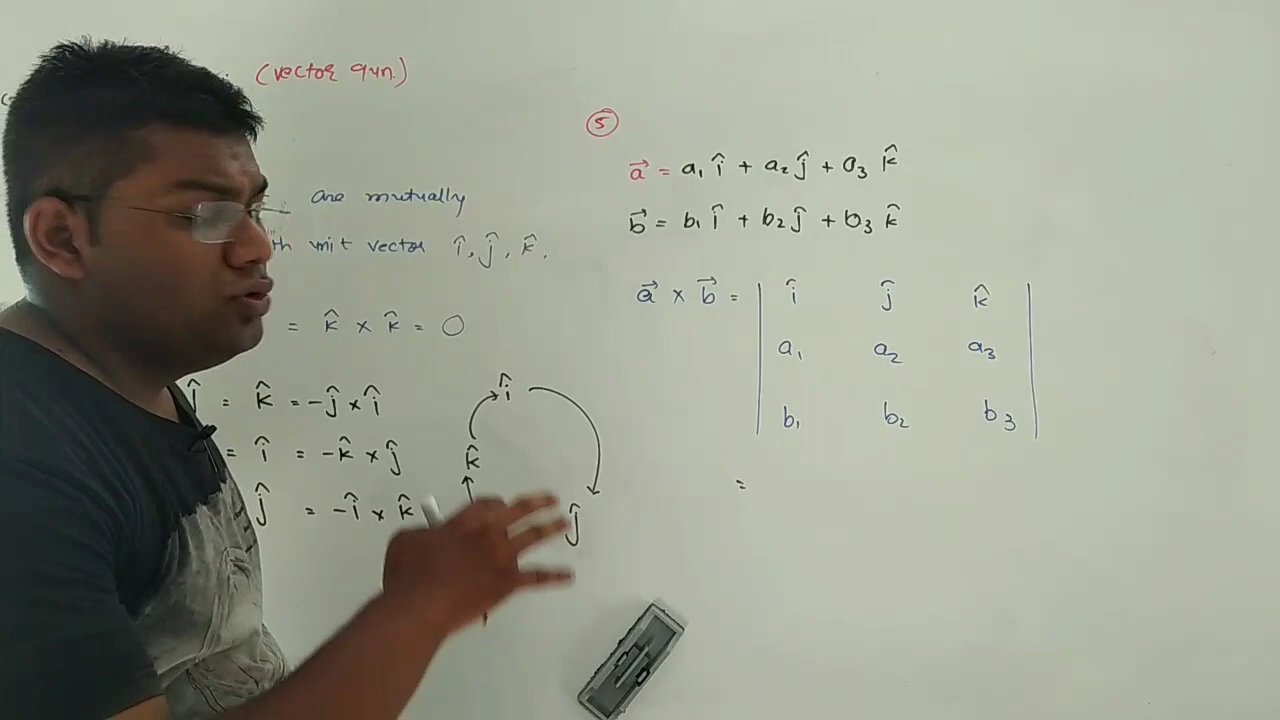 (vector qun.)
are mutually
unit vector î, ĵ, k̂.
= k̂ × k̂ = 0
ĵ = k̂ = -ĵ × î
= î = -k̂ × ĵ
ĵ = -î × k̂
î
k̂
ĵ
5
a⃗ = a₁ î + a₂ ĵ + a₃ k̂
b⃗ = b₁ î + b₂ ĵ + b₃ k̂
a⃗ × b⃗ = | î ĵ k̂ |
a₁ a₂ a₃
b₁ b₂ b₃
=